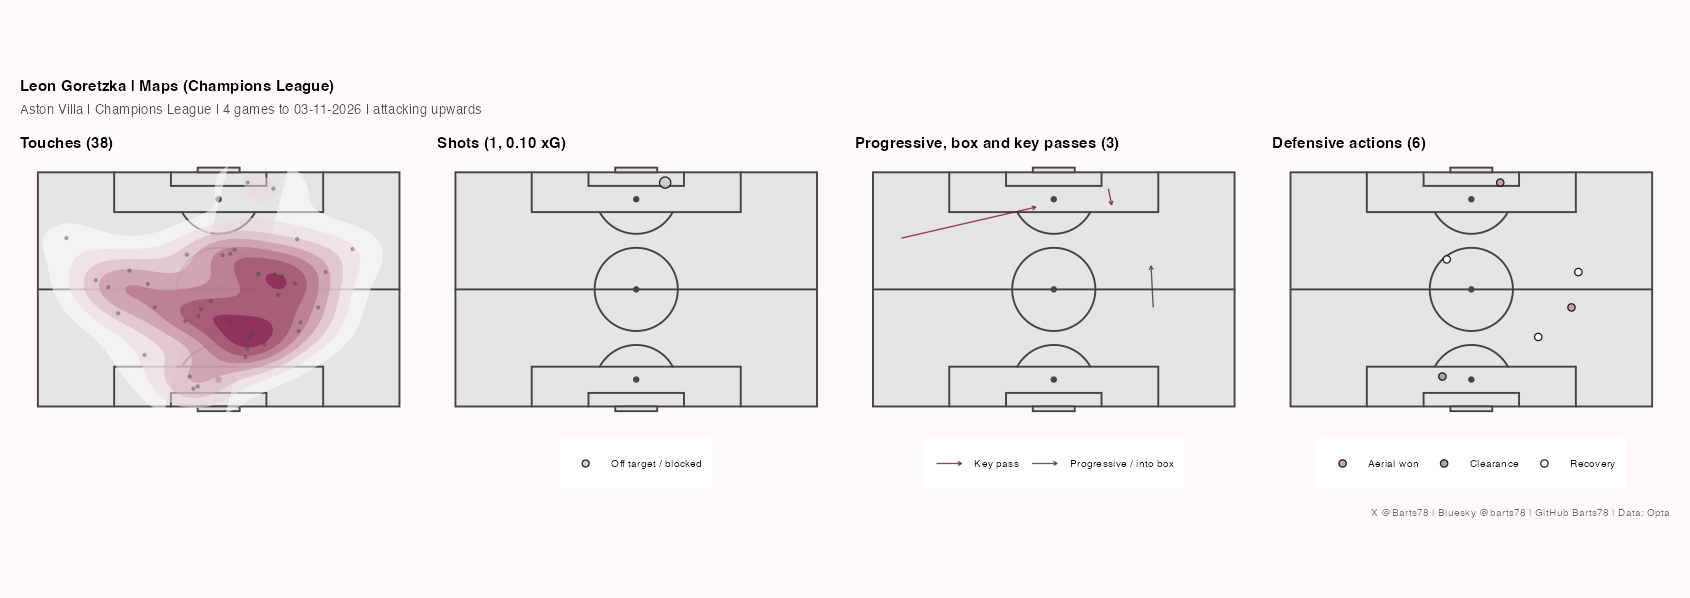 Leon Goretzka | Maps (Champions League)
Aston Villa | Champions League | 4 games to 03-11-2026 | attacking upwards
Touches (38)
Shots (1, 0.10 xG)
Progressive, box and key passes (3)
Defensive actions (6)
Off target / blocked
Key pass
Progressive / into box
Aerial won
Clearance
Recovery
X @Barts78 | Bluesky @barts78 | GitHub Barts78 | Data: Opta